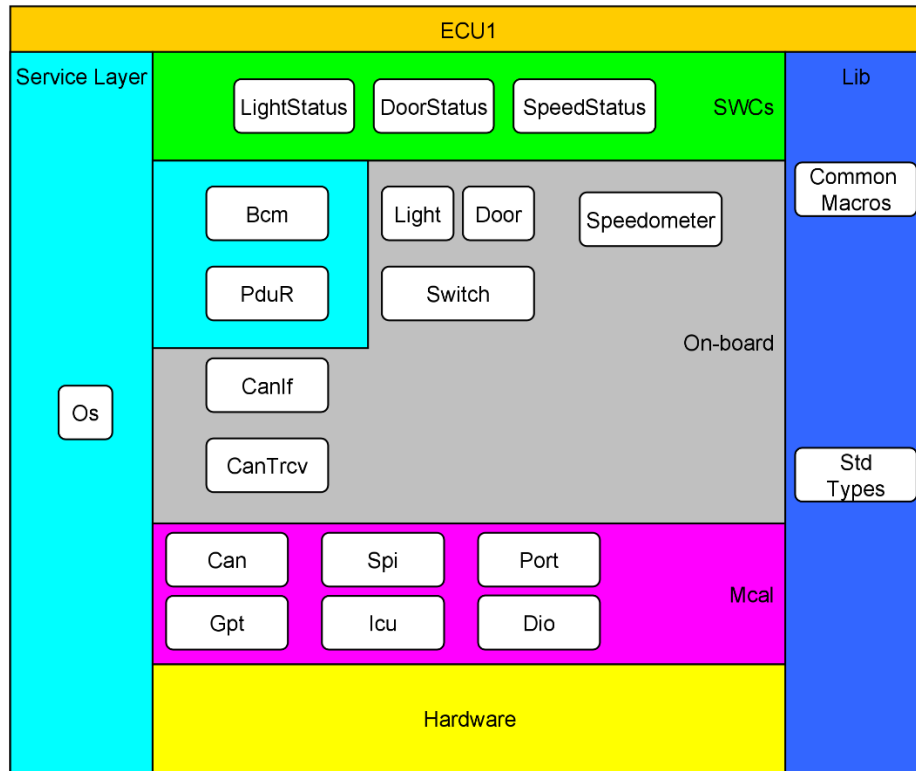 ECU1
Service Layer
Lib
LightStatus
DoorStatus
SpeedStatus
SWCs
Common
Macros
Bcm
Light
Door
Speedometer
PduR
Switch
On-board
CanIf
Os
CanTrcv
Std
Types
Can
Spi
Port
Mcal
Gpt
Icu
Dio
Hardware